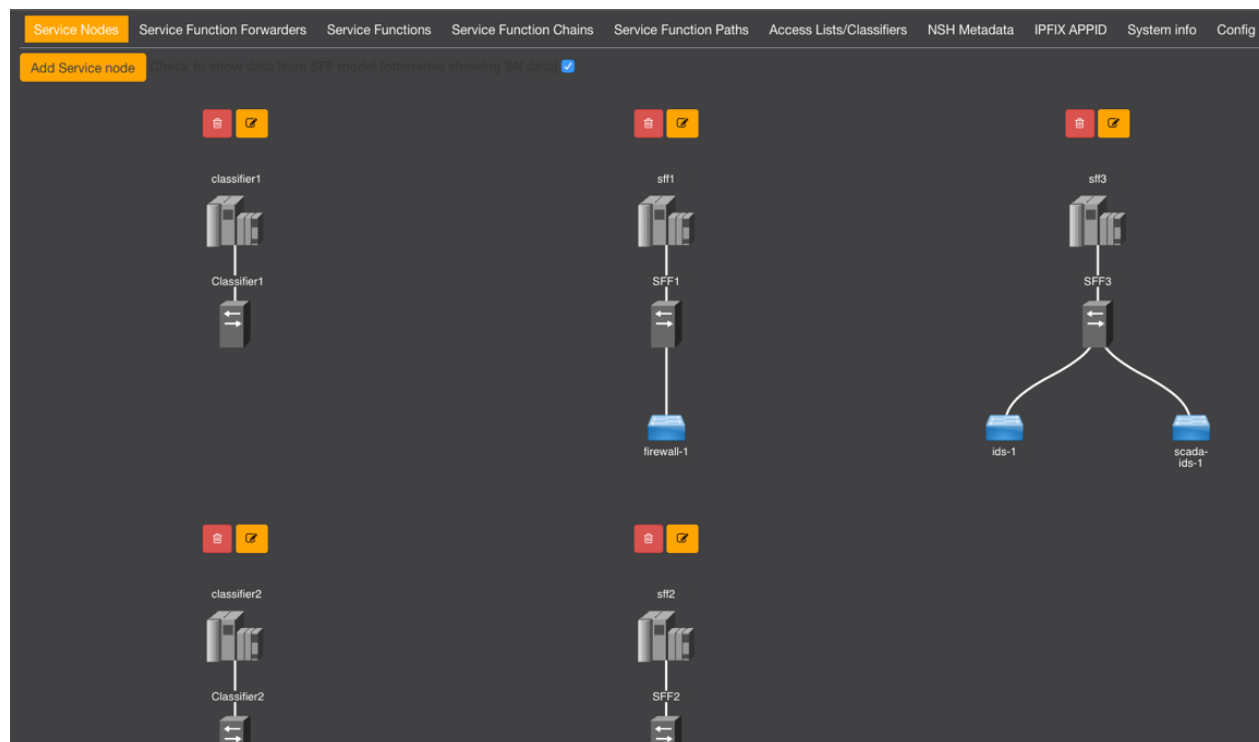 Service Nodes Service Function Forwarders Service Functions Service Function Chains Service Function Paths Access Lists/Classifiers NSH Metadata IPFIX APPID System info Config
Add Service node Check to show data from SFF model (otherwise showing SN data)
classifier1 sff1 sff3
Classifier1 SFF1 SFF3
firewall-1 ids-1 scada-
ids-1
classifier2 sff2
Classifier2 SFF2